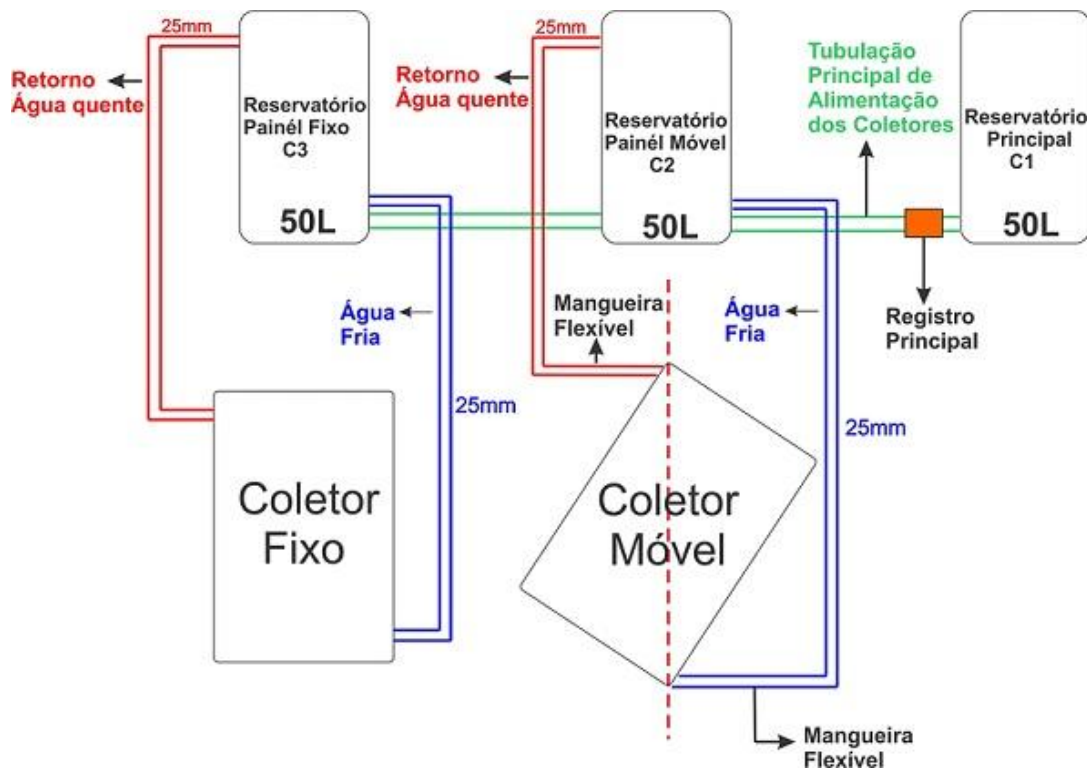 25mm
Retorno
Água quente
Reservatório
Painél Fixo
C3
50L
25mm
Retorno
Água quente
Reservatório
Painél Móvel
C2
50L
Tubulação
Principal de
Alimentação
dos Coletores
Reservatório
Principal
C1
50L
Água
Fria
Mangueira
Flexível
Água
Fria
Registro
Principal
25mm
25mm
Coletor
Fixo
Coletor
Móvel
Mangueira
Flexível